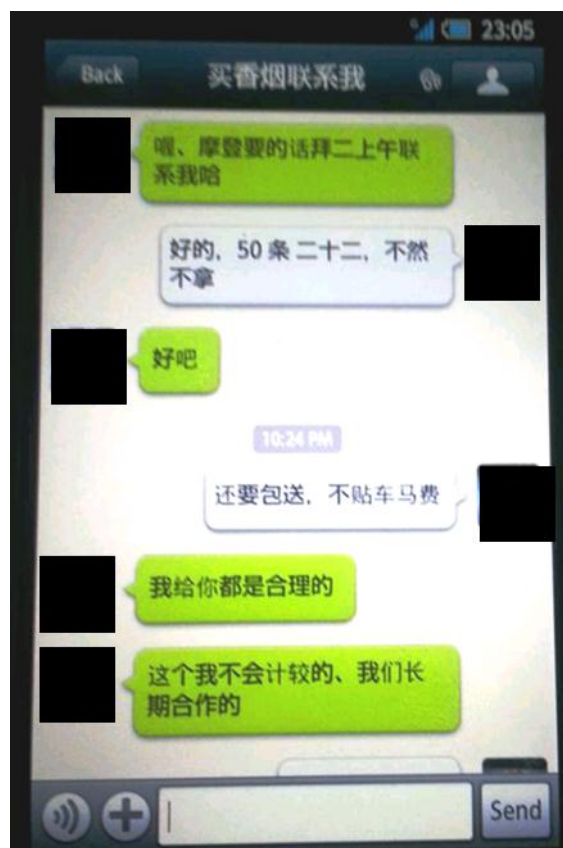 23:05
Back
买香烟联系我
喔、摩登要的话拜二上午联
系我哈
好的，50 条 二十二，不然
不拿
好吧
10:24 PM
还要包送，不贴车马费
我给你都是合理的
这个我不会计较的、我们长
期合作的
Send